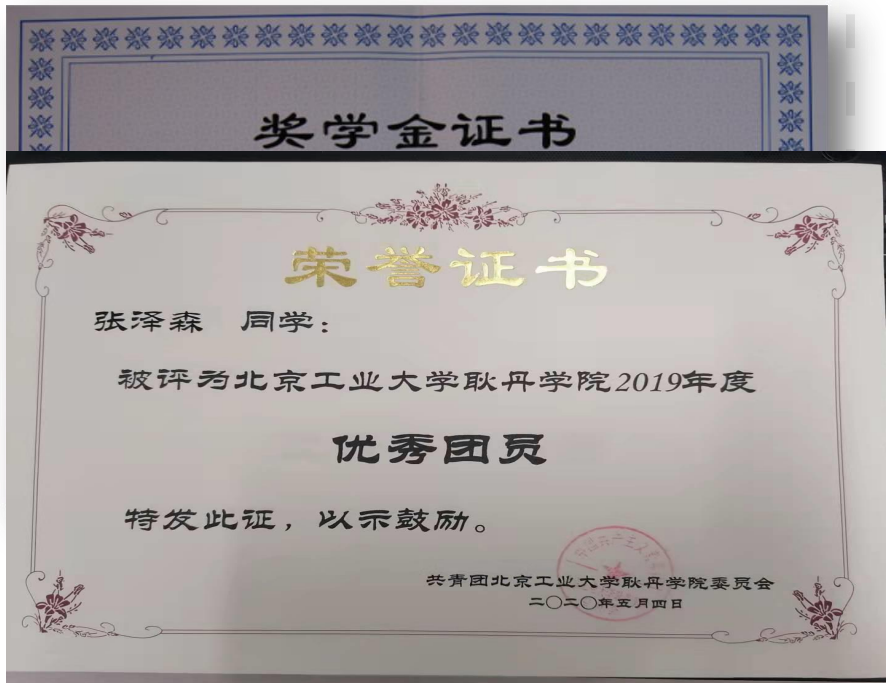 奖学金证书
荣誉证书
张泽森 同学：
被评为北京工业大学耿丹学院2019年度
优秀团员
特发此证，以示鼓励。
共青团北京工业大学耿丹学院委员会
二〇二〇年五月四日